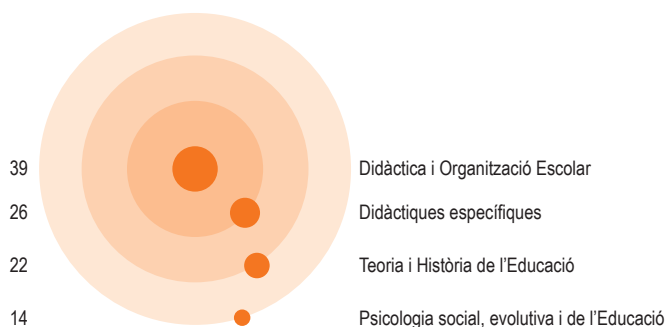 39 Didàctica i Organització Escolar
26 Didàctiques específiques
22 Teoria i Història de l’Educació
14 Psicologia social, evolutiva i de l’Educació